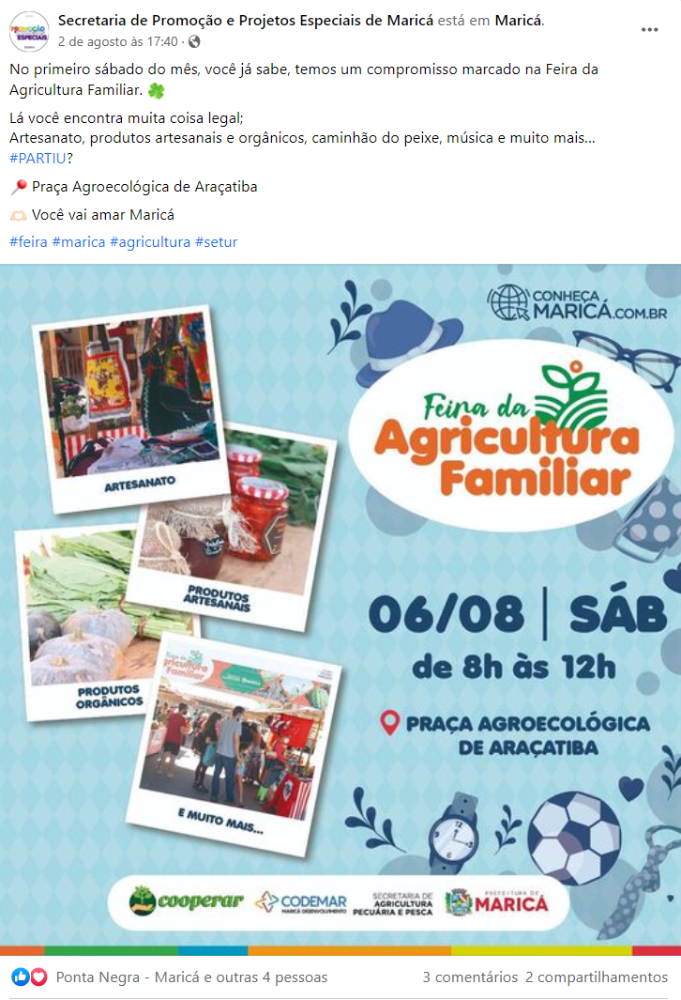 Secretaria de Promoção e Projetos Especiais de Maricá está em Maricá.
2 de agosto às 17:40 ·
No primeiro sábado do mês, você já sabe, temos um compromisso marcado na Feira da
Agricultura Familiar.
Lá você encontra muita coisa legal;
Artesanato, produtos artesanais e orgânicos, caminhão do peixe, música e muito mais...
#PARTIU?
Praça Agroecológica de Araçatiba
Você vai amar Maricá
#feira #marica #agricultura #setur
CONHEÇA
MARICÁ.COM.BR
Feira da
Agricultura
Familiar
ARTESANATO
PRODUTOS
ARTESANAIS
PRODUTOS
ORGÂNICOS
E MUITO MAIS...
06/08 | SÁB
de 8h às 12h
PRAÇA AGROECOLÓGICA
DE ARAÇATIBA
cooperar
CODEMAR
MARICÁ DESENVOLVIMENTO
SECRETARIA DE
AGRICULTURA
PECUÁRIA E PESCA
PREFEITURA DE
MARICÁ
Ponta Negra - Maricá e outras 4 pessoas
3 comentários 2 compartilhamentos